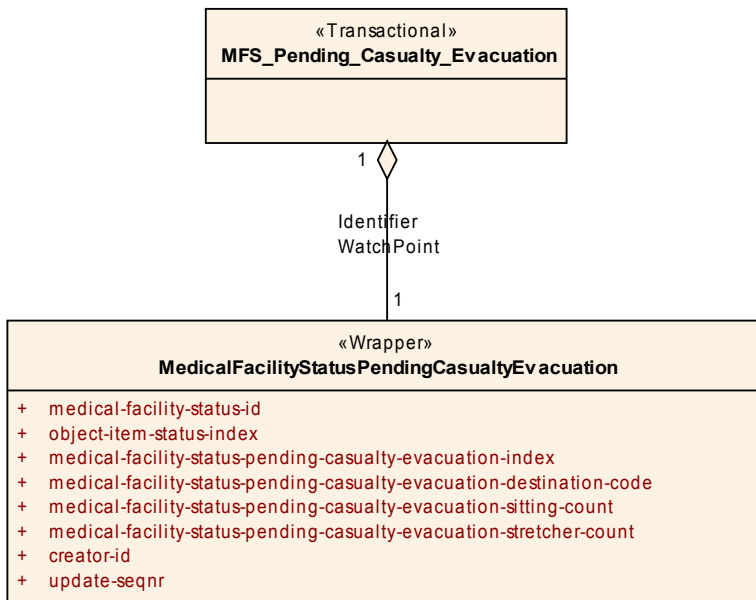 «Transactional»
MFS_Pending_Casualty_Evacuation
1
Identifier
WatchPoint
1
«Wrapper»
MedicalFacilityStatusPendingCasualtyEvacuation
+ medical-facility-status-id
+ object-item-status-index
+ medical-facility-status-pending-casualty-evacuation-index
+ medical-facility-status-pending-casualty-evacuation-destination-code
+ medical-facility-status-pending-casualty-evacuation-sitting-count
+ medical-facility-status-pending-casualty-evacuation-stretcher-count
+ creator-id
+ update-seqnr